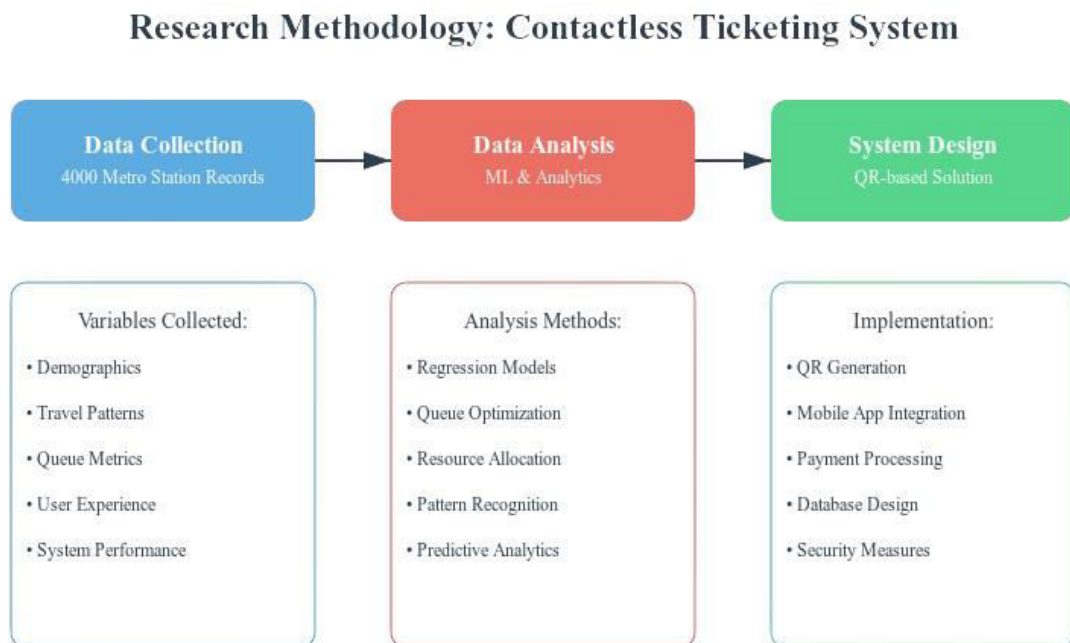 Research Methodology: Contactless Ticketing System
Data Collection
4000 Metro Station Records
Data Analysis
ML & Analytics
System Design
QR-based Solution
Variables Collected:
• Demographics
• Travel Patterns
• Queue Metrics
• User Experience
• System Performance
Analysis Methods:
• Regression Models
• Queue Optimization
• Resource Allocation
• Pattern Recognition
• Predictive Analytics
Implementation:
• QR Generation
• Mobile App Integration
• Payment Processing
• Database Design
• Security Measures